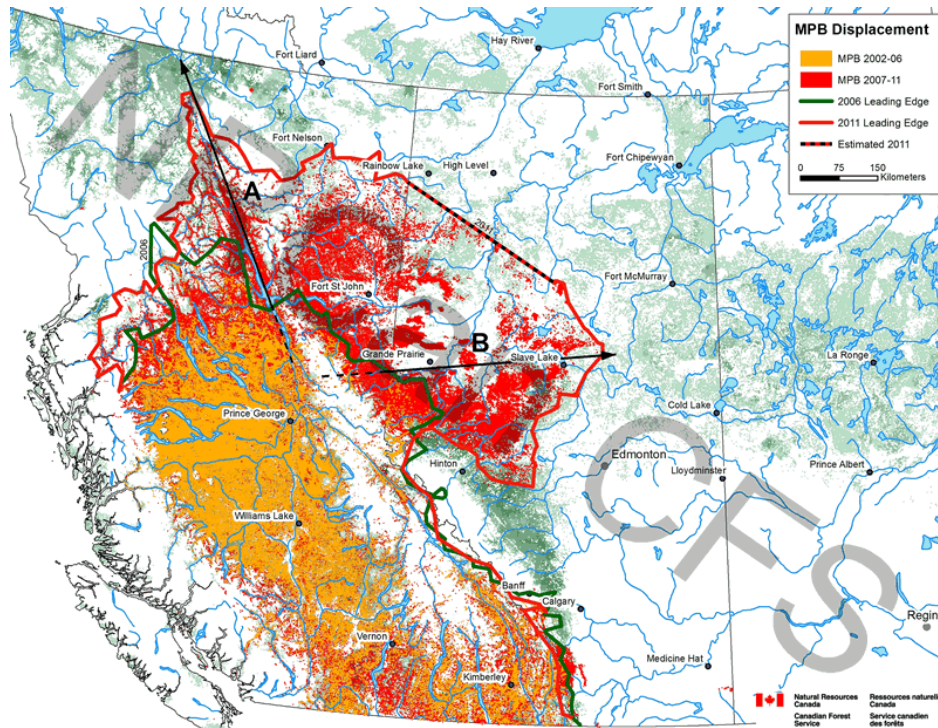 MPB Displacement
MPB 2002-06
MPB 2007-11
2006 Leading Edge
2011 Leading Edge
Estimated 2011
0 75 150
Kilometers
Hay River
Fort Liard
Fort Smith
Fort Nelson
Rainbow Lake
High Level
Fort Chipewyan
A
2011
2006
Fort McMurray
Fort St John
B
Grande Prairie
Slave Lake
La Ronge
Prince George
Cold Lake
Hinton
Edmonton
Lloydminster
Prince Albert
Williams Lake
CFS
Banff
Calgary
Regin
Vernon
Medicine Hat
Kimberley
Natural Resources
Canada
Canadian Forest
Service
Ressources naturell
Canada
Service canadien
des forêts